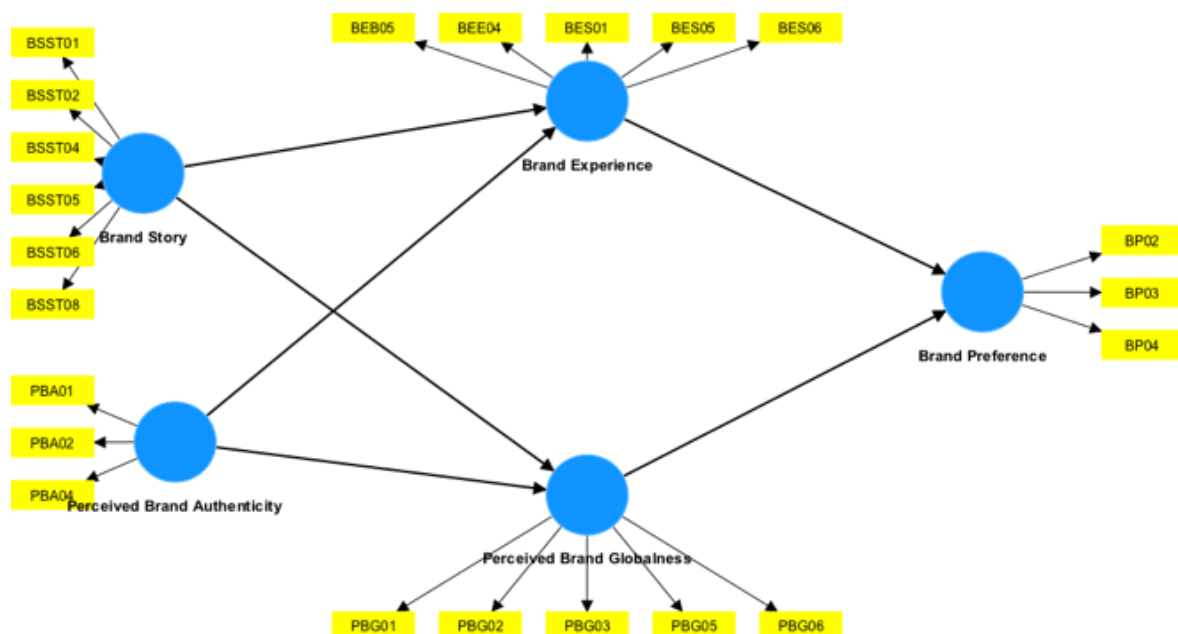 BSST01
BSST02
BSST04
BSST05
BSST06
BSST08
Brand Story
BEB05
BEE04
BES01
BES05
BES06
Brand Experience
BP02
BP03
BP04
Brand Preference
PBA01
PBA02
PBA04
Perceived Brand Authenticity
Perceived Brand Globalness
PBG01
PBG02
PBG03
PBG05
PBG06